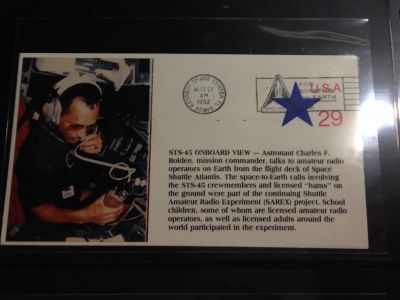 KENNEDY SPACE CENTER, FL
MAR 27
AM
1992
FOR
EARTH
U.S.A
29
STS-45 ONBOARD VIEW — Astronaut Charles F.
Bolden, mission commander, talks to amateur radio
operators on Earth from the flight deck of Space
Shuttle Atlantis. The space-to-Earth calls involving
the STS-45 crewmembers and licensed "hams" on
the ground were part of the continuing Shuttle
Amateur Radio Experiment (SAREX) project. School
children, some of whom are licensed amateur radio
operators, as well as licensed adults around the
world participated in the experiment.